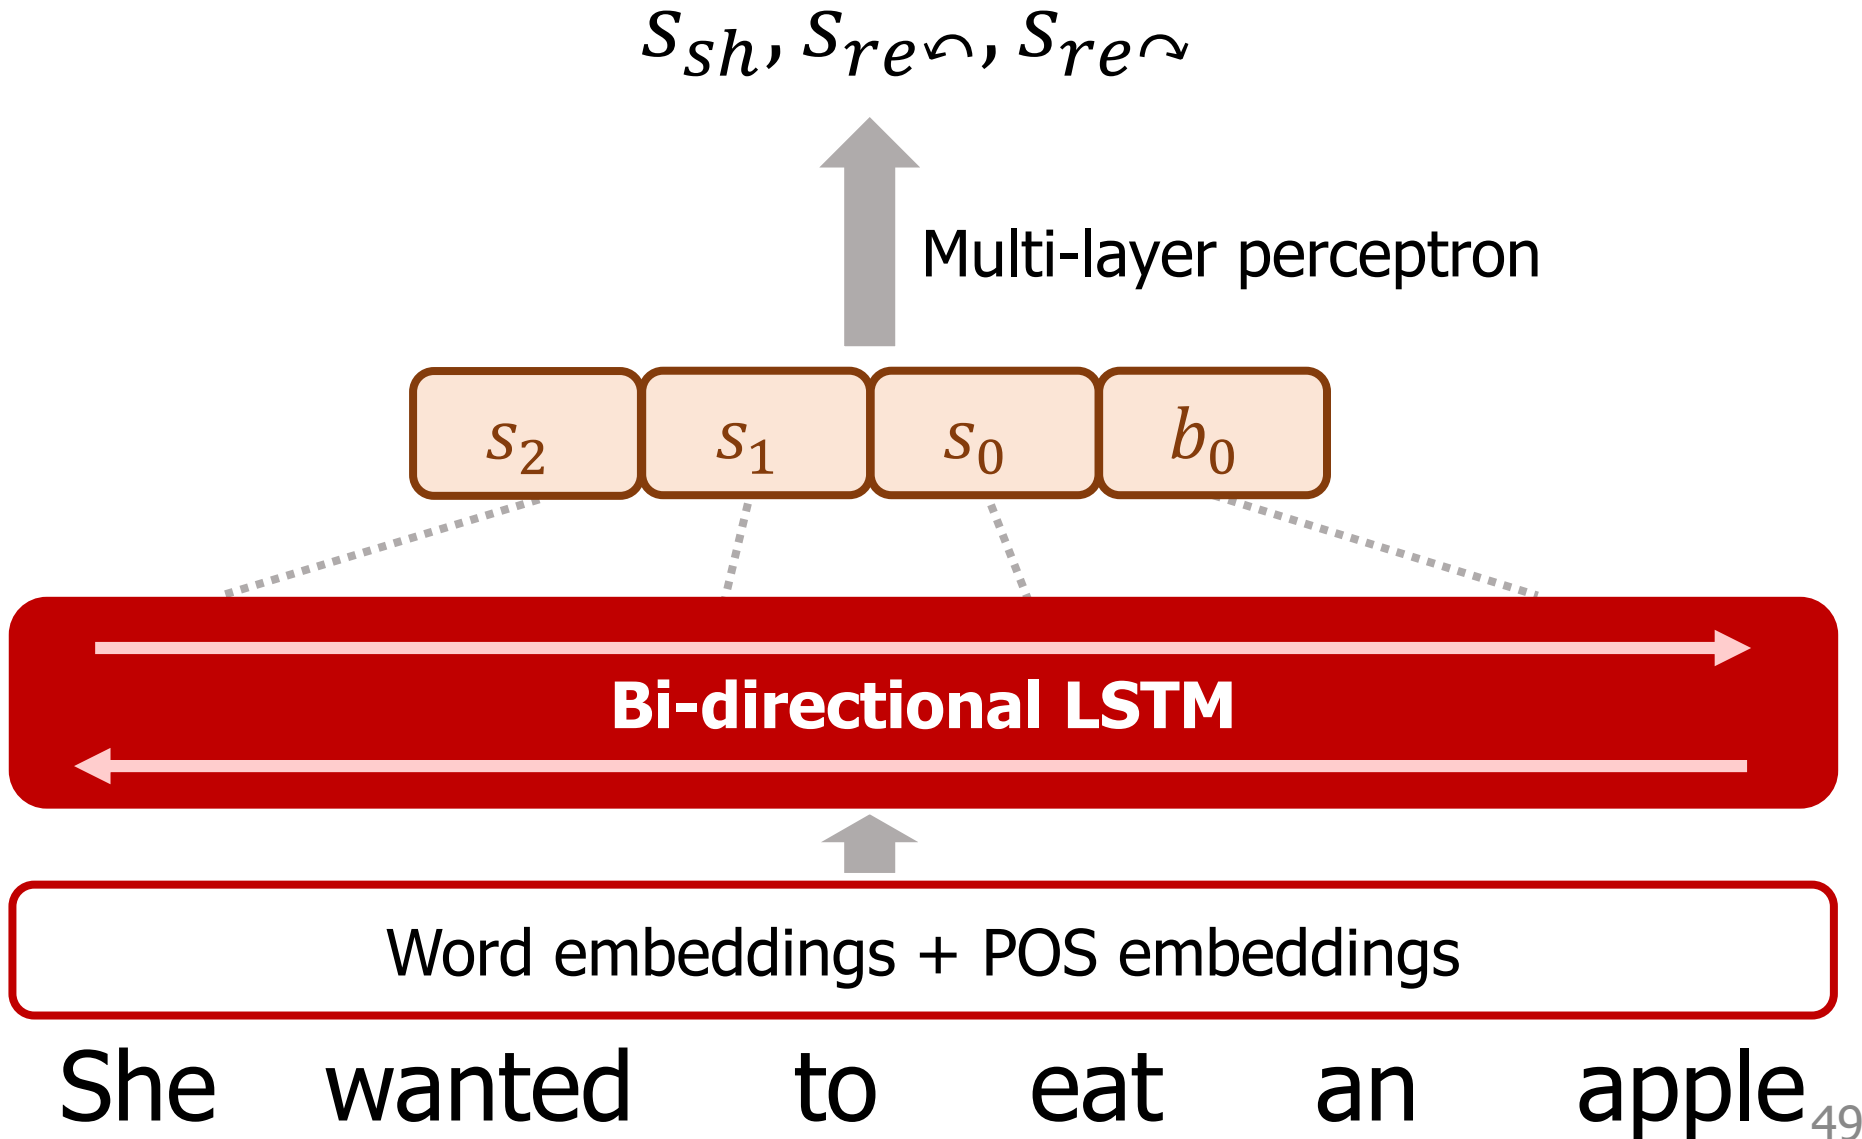 s_sh, s_re↶, s_re↷
Multi-layer perceptron
s_2 s_1 s_0 b_0
Bi-directional LSTM
Word embeddings + POS embeddings
She wanted to eat an apple
49